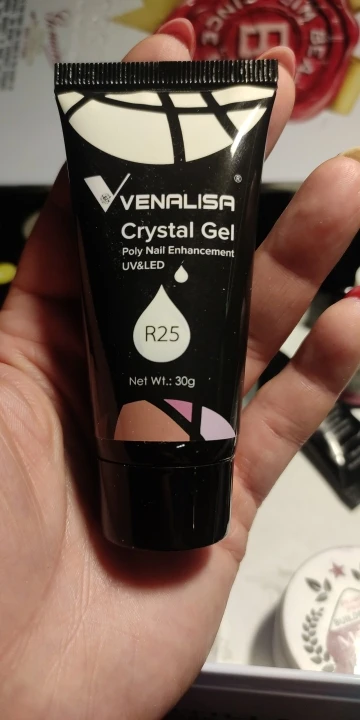 VENALISA®
Crystal Gel
Poly Nail Enhancement
UV&LED
R25
Net Wt.: 30g